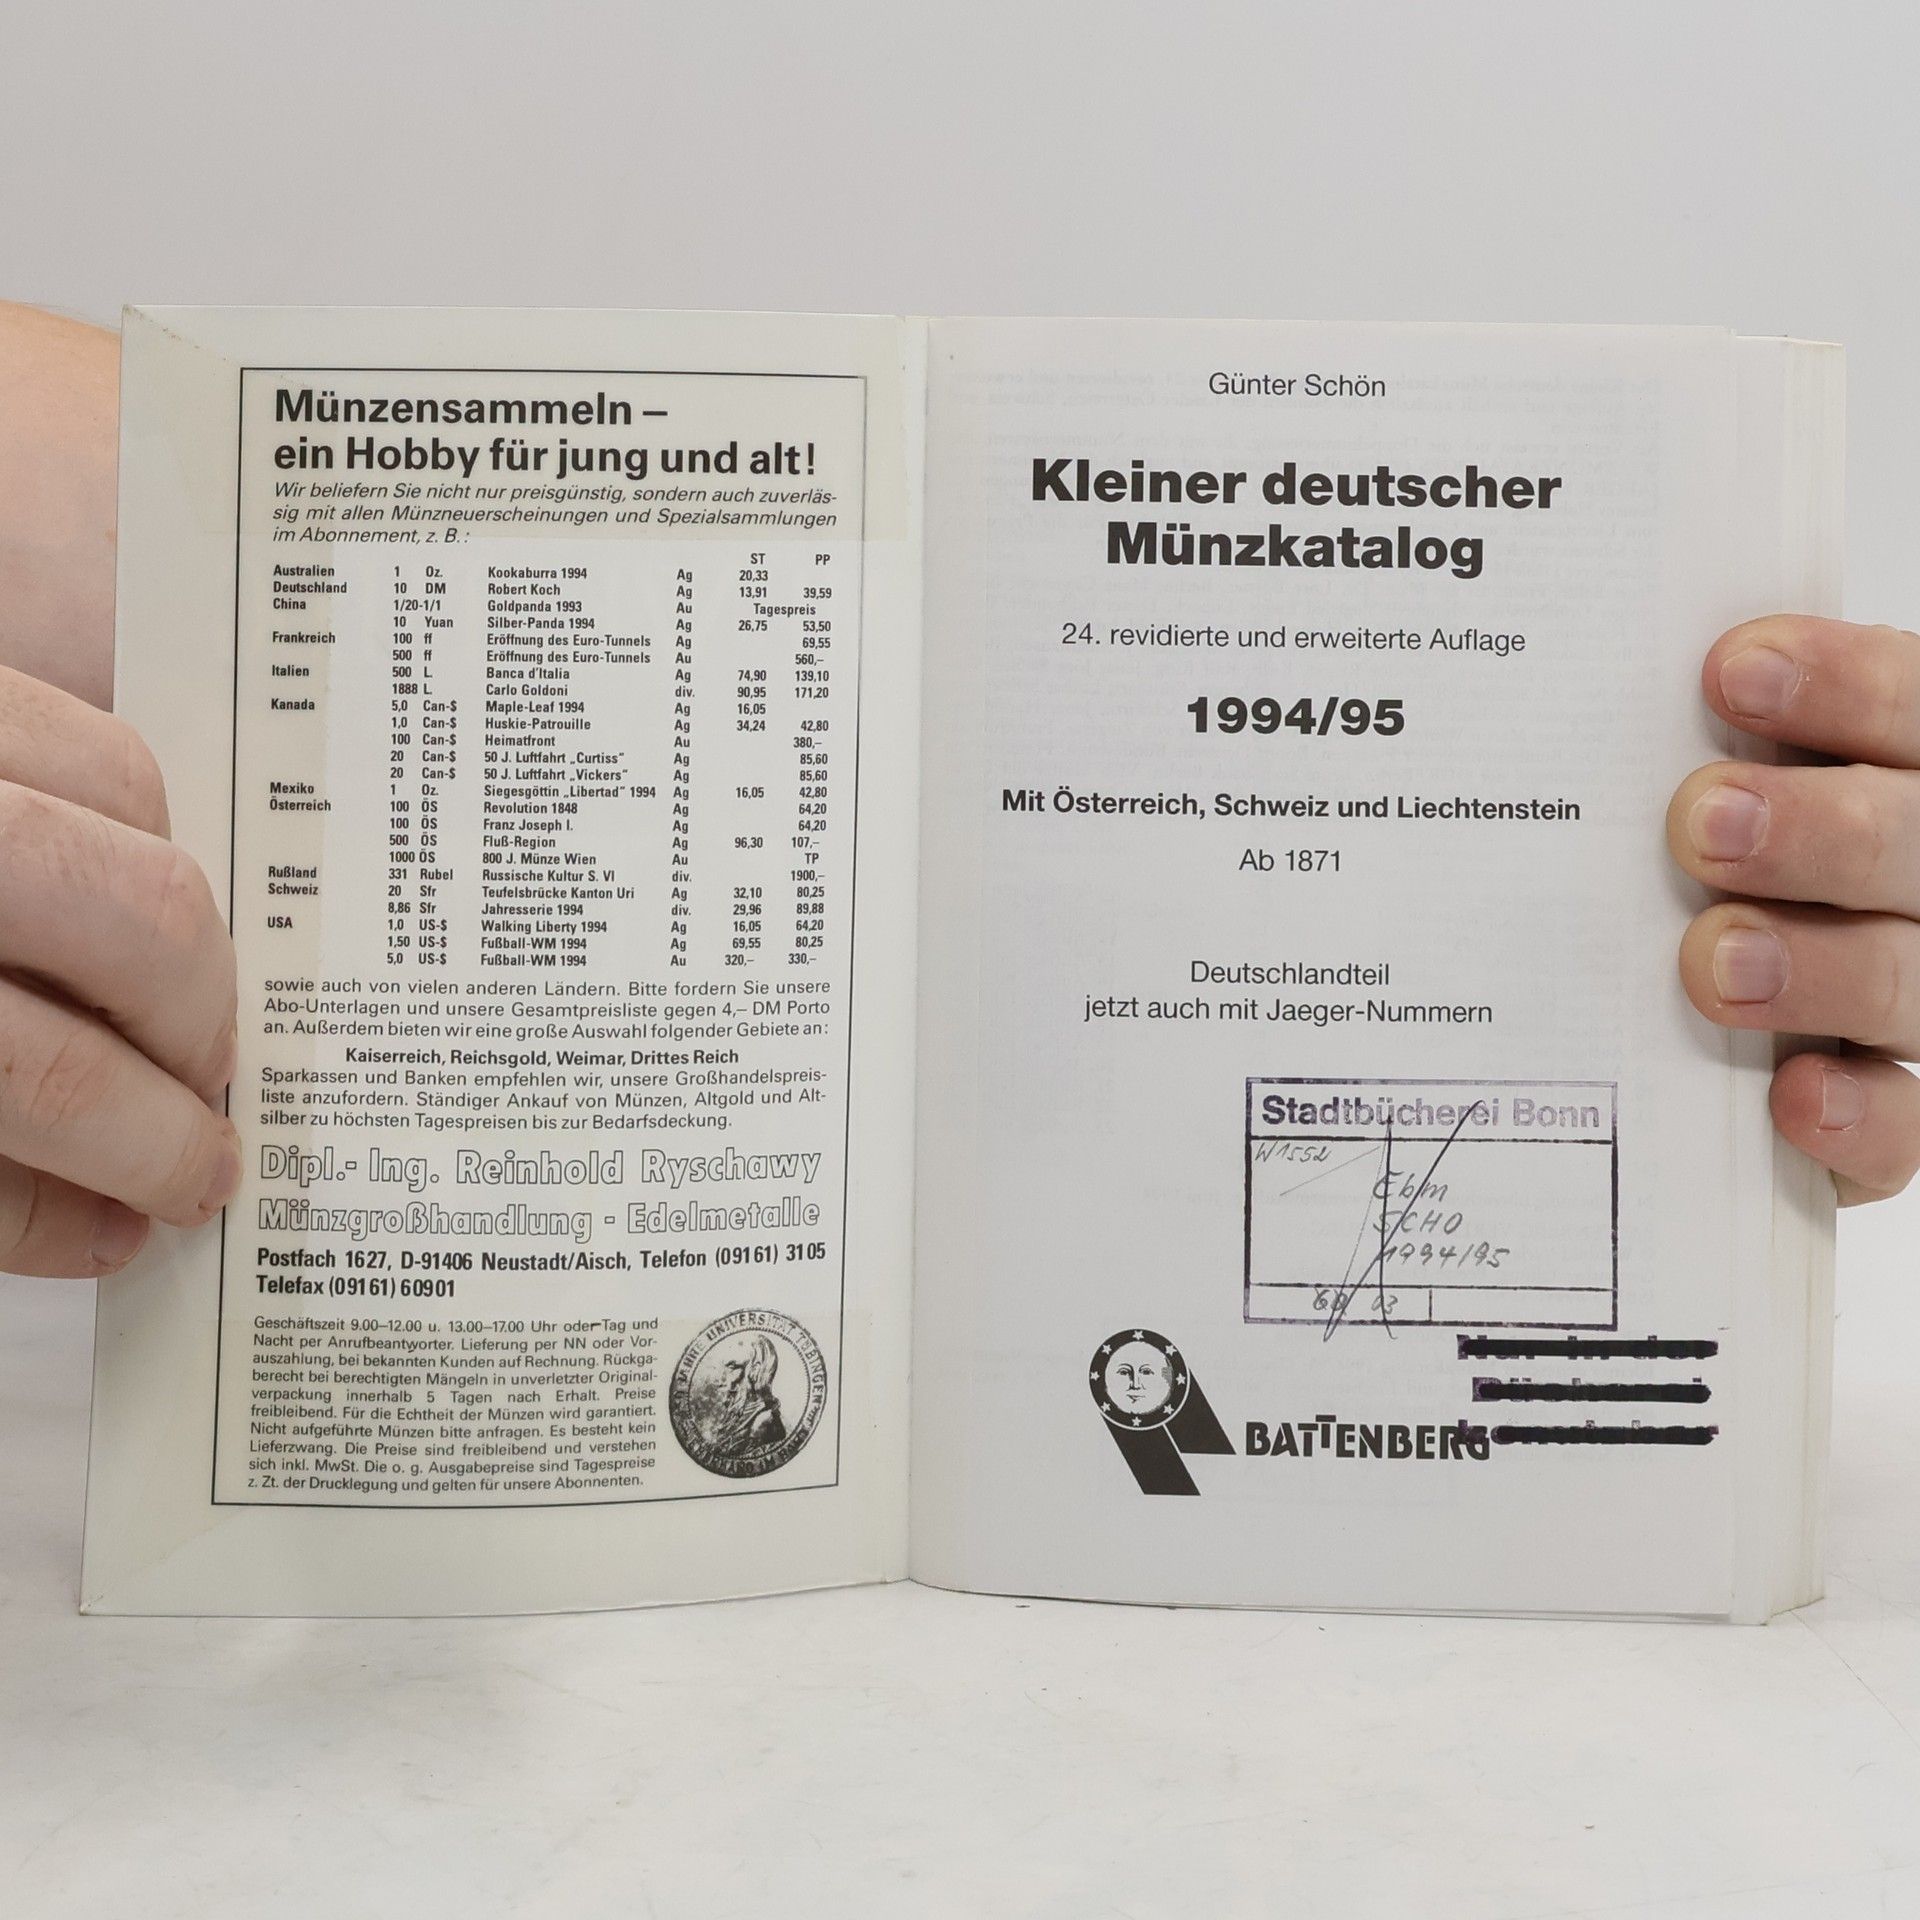 Münzensammeln –
ein Hobby für jung und alt!
Wir beliefern Sie nicht nur preisgünstig, sondern auch zuverläs-
sig mit allen Münzneuerscheinungen und Spezialsammlungen
im Abonnement, z. B.:
ST PP
Australien 1 Oz. Kookaburra 1994 Ag 20,33
Deutschland 10 DM Robert Koch Ag 13,91 39,59
China 1/20-1/1 Goldpanda 1993 Au Tagespreis
10 Yuan Silber-Panda 1994 Ag 26,75 53,50
Frankreich 100 ff Eröffnung des Euro-Tunnels Ag 69,55
500 ff Eröffnung des Euro-Tunnels Au 560,–
Italien 500 L. Banca d'Italia Ag 74,90 139,10
1888 L. Carlo Goldoni div. 90,95 171,20
Kanada 5,0 Can-$ Maple-Leaf 1994 Ag 16,05
1,0 Can-$ Huskie-Patrouille Ag 34,24 42,80
100 Can-$ Heimatfront Au 380,–
20 Can-$ 50 J. Luftfahrt „Curtiss“ Ag 85,60
20 Can-$ 50 J. Luftfahrt „Vickers“ Ag 85,60
Mexiko 1 Oz. Siegesgöttin „Libertad“ 1994 Ag 16,05 42,80
Österreich 100 ÖS Revolution 1848 Ag 64,20
100 ÖS Franz Joseph I. Ag 64,20
500 ÖS Fluß-Region Ag 96,30 107,–
1000 ÖS 800 J. Münze Wien Au TP
Rußland 331 Rubel Russische Kultur S. VI div. 1900,–
Schweiz 20 Sfr Teufelsbrücke Kanton Uri Ag 32,10 80,25
8,86 Sfr Jahresserie 1994 div. 29,96 89,88
USA 1,0 US-$ Walking Liberty 1994 Ag 16,05 64,20
1,50 US-$ Fußball-WM 1994 Ag 69,55 80,25
5,0 US-$ Fußball-WM 1994 Au 320,– 330,–
sowie auch von vielen anderen Ländern. Bitte fordern Sie unsere
Abo-Unterlagen und unsere Gesamtpreisliste gegen 4,– DM Porto
an. Außerdem bieten wir eine große Auswahl folgender Gebiete an:
Kaiserreich, Reichsgold, Weimar, Drittes Reich
Sparkassen und Banken empfehlen wir, unsere Großhandelspreis-
liste anzufordern. Ständiger Ankauf von Münzen, Altgold und Alt-
silber zu höchsten Tagespreisen bis zur Bedarfsdeckung.
Dipl.- Ing. Reinhold Ryschawy
Münzgroßhandlung - Edelmetalle
Postfach 1627, D-91406 Neustadt/Aisch, Telefon (09161) 3105
Telefax (09161) 60901
Geschäftszeit 9.00–12.00 u. 13.00–17.00 Uhr oder Tag und
Nacht per Anrufbeantworter. Lieferung per NN oder Vor-
auszahlung, bei bekannten Kunden auf Rechnung. Rückga-
berecht bei berechtigten Mängeln in unverletzter Original-
verpackung innerhalb 5 Tagen nach Erhalt. Preise
freibleibend. Für die Echtheit der Münzen wird garantiert.
Nicht aufgeführte Münzen bitte anfragen. Es besteht kein
Lieferzwang. Die Preise sind freibleibend und verstehen
sich inkl. MwSt. Die o. g. Ausgabepreise sind Tagespreise
z. Zt. der Drucklegung und gelten für unsere Abonnenten.
JAHRE UNIVERSITÄT TÜBINGEN
Günter Schön
Kleiner deutscher
Münzkatalog
24. revidierte und erweiterte Auflage
1994/95
Mit Österreich, Schweiz und Liechtenstein
Ab 1871
Deutschlandteil
jetzt auch mit Jaeger-Nummern
Stadtbücherei Bonn
W1552
Ebm
SCHO
1994/95
60 03
Nur in der
BATTENBERG